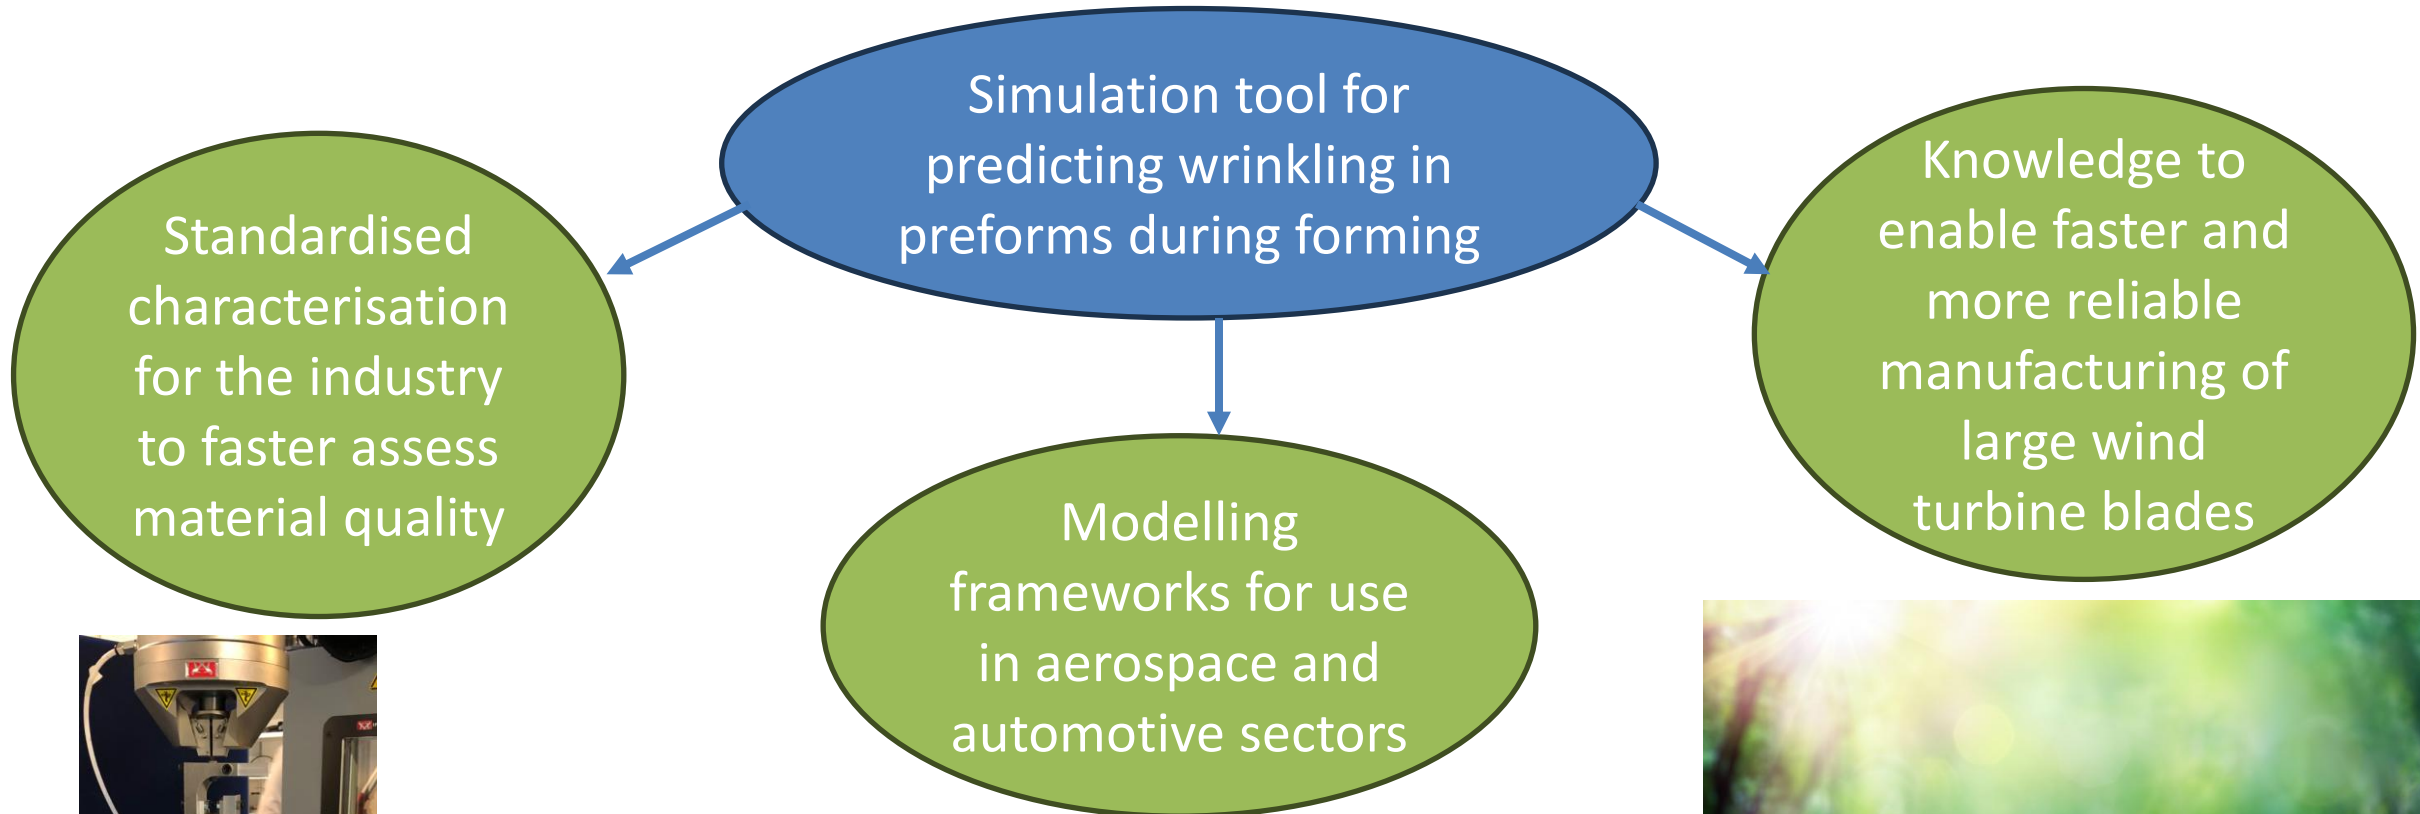 Simulation tool for
predicting wrinkling in
preforms during forming
Standardised
characterisation
for the industry
to faster assess
material quality
Modelling
frameworks for use
in aerospace and
automotive sectors
Knowledge to
enable faster and
more reliable
manufacturing of
large wind
turbine blades